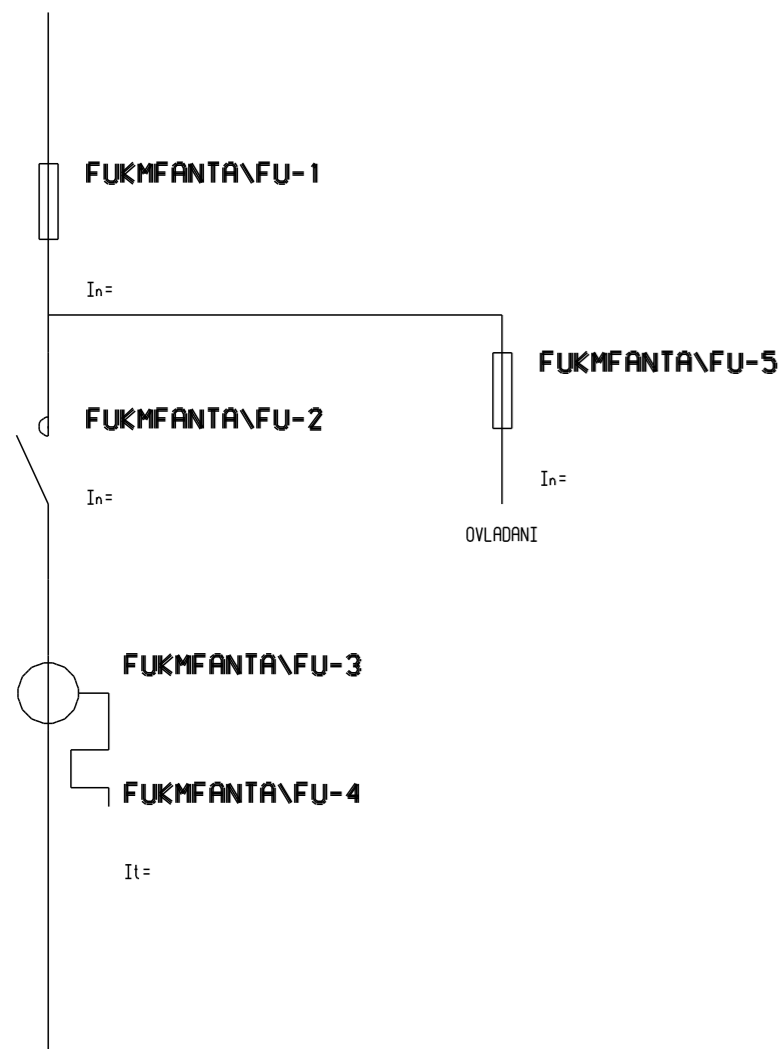 FUKMFANTA\FU-1
In=
FUKMFANTA\FU-5
FUKMFANTA\FU-2
In=
In=
OVLADANI
FUKMFANTA\FU-3
FUKMFANTA\FU-4
It=